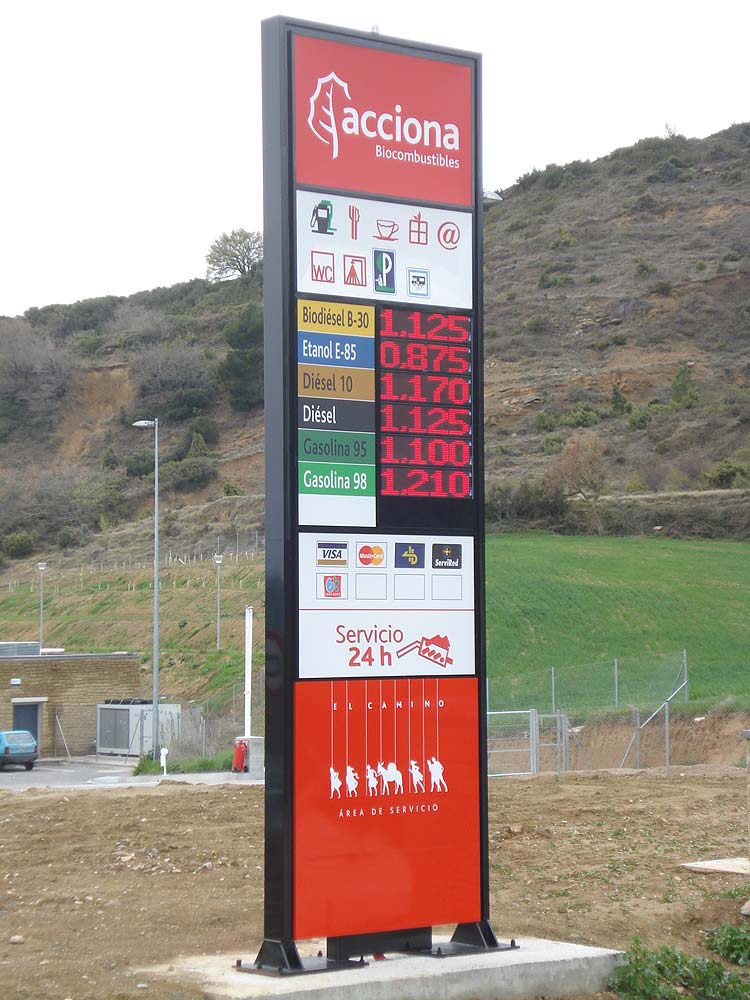 acciona
Biocombustibles
@
WC
P
Biodiésel B-30 1.125
Etanol E-85 0.875
Diésel 10 1.170
Diésel 1.125
Gasolina 95 1.100
Gasolina 98 1.210
VISA MasterCard ServiRed
Servicio
24 h
EL CAMINO
ÁREA DE SERVICIO